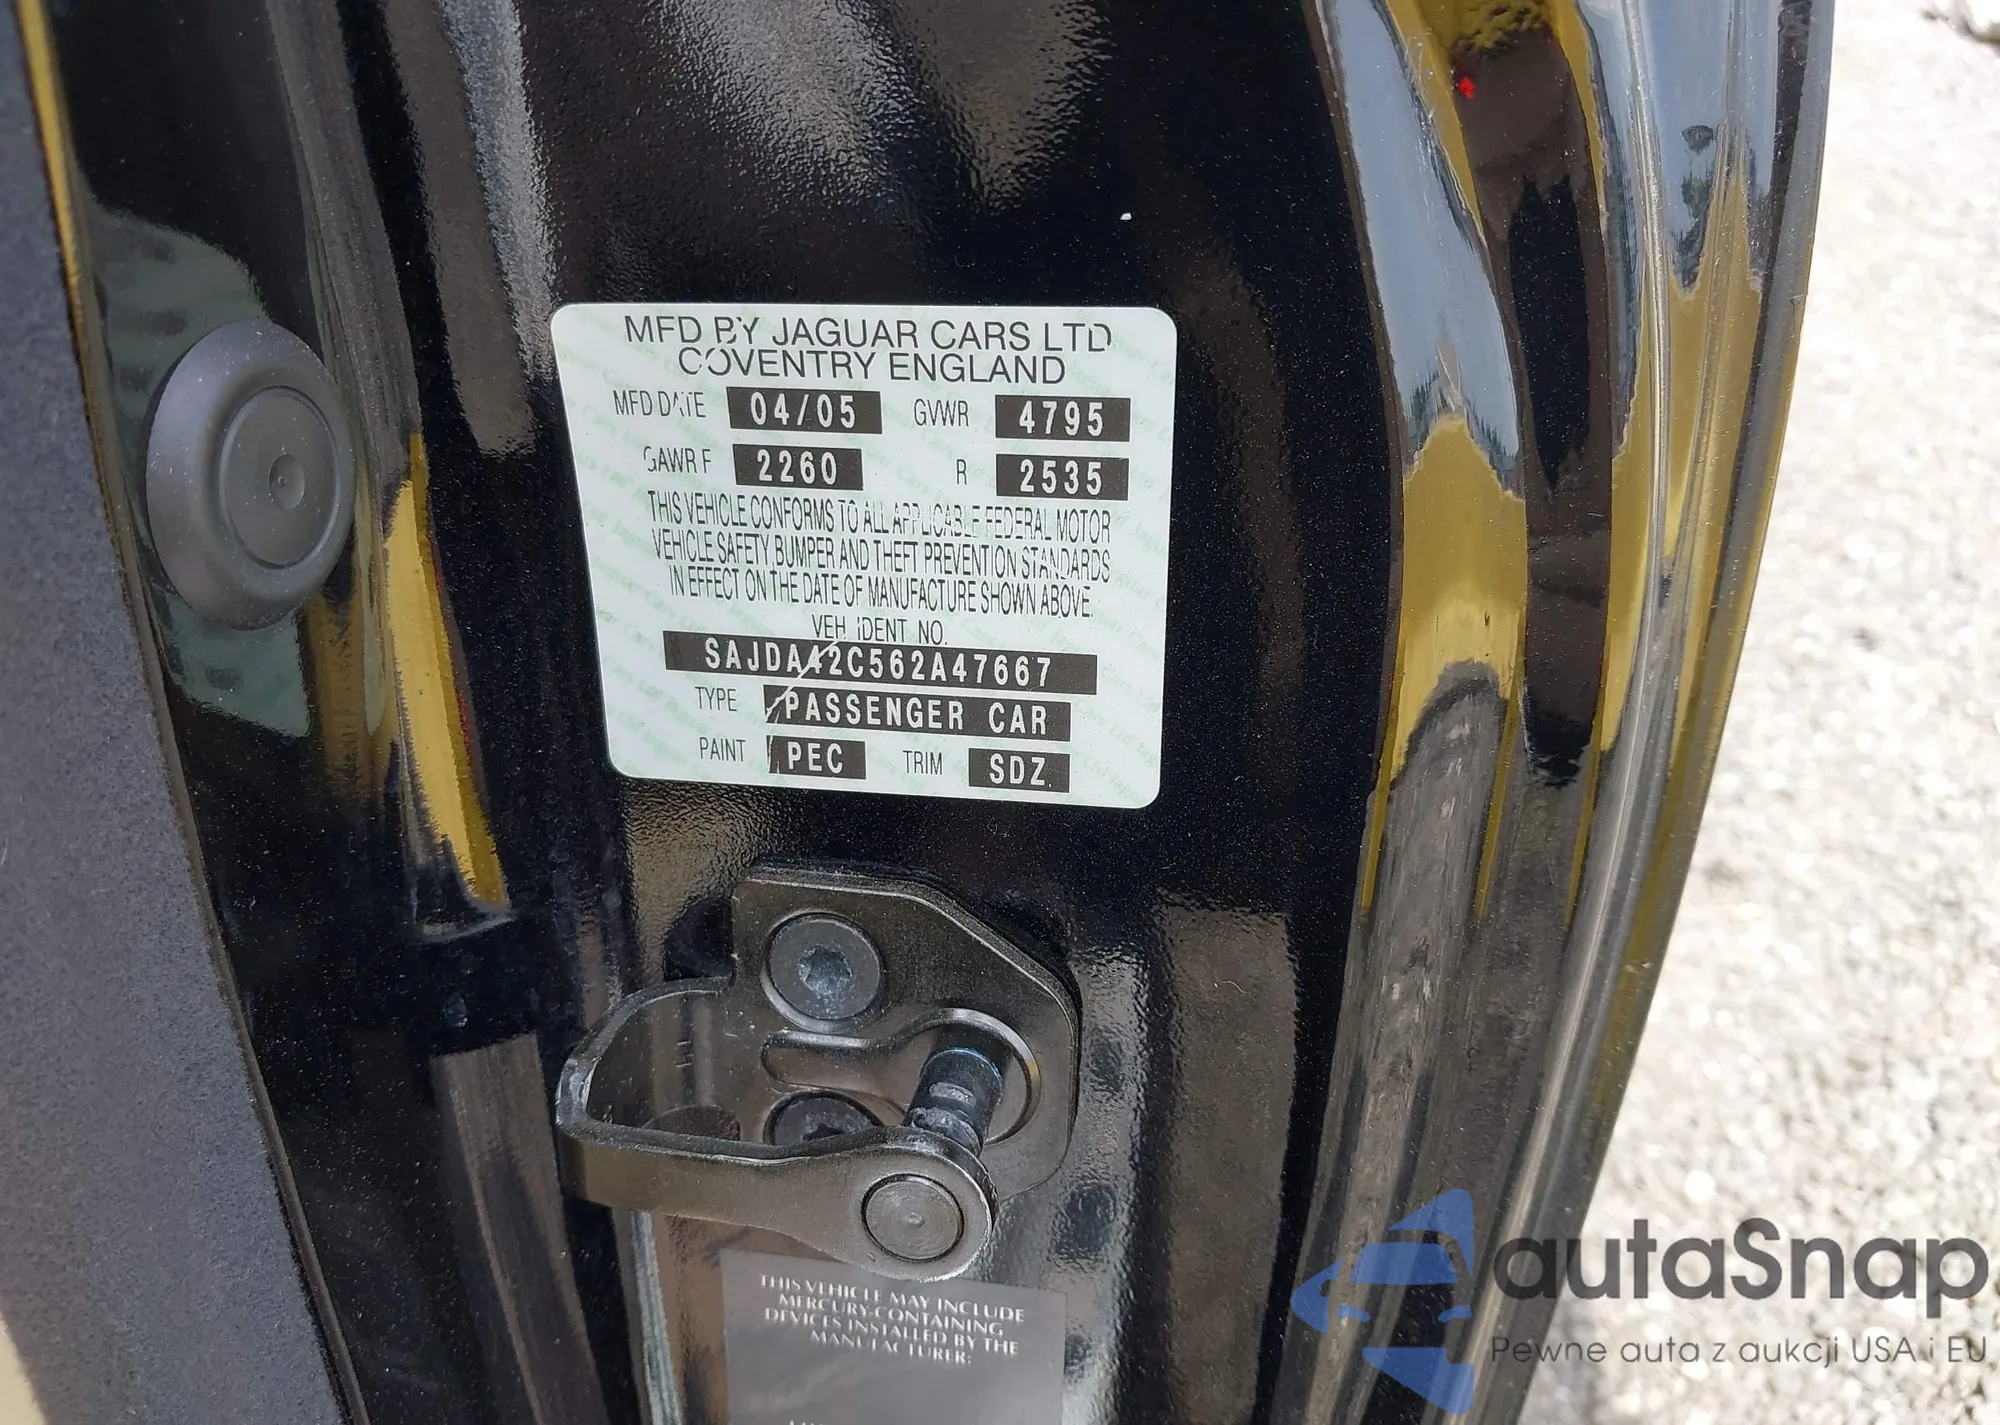 MFD BY JAGUAR CARS LTD
COVENTRY ENGLAND
MFD DATE 04/05 GVWR 4795
GAWR F 2260 R 2535
THIS VEHICLE CONFORMS TO ALL APPLICABLE FEDERAL MOTOR
VEHICLE SAFETY BUMPER AND THEFT PREVENTION STANDARDS
IN EFFECT ON THE DATE OF MANUFACTURE SHOWN ABOVE.
VEH IDENT NO.
SAJDA42C562A47667
TYPE PASSENGER CAR
PAINT PEC TRIM SDZ
THIS VEHICLE MAY INCLUDE
MERCURY-CONTAINING
DEVICES INSTALLED BY THE
MANUFACTURER:
autaSnap
Pewne auta z aukcji USA i EU